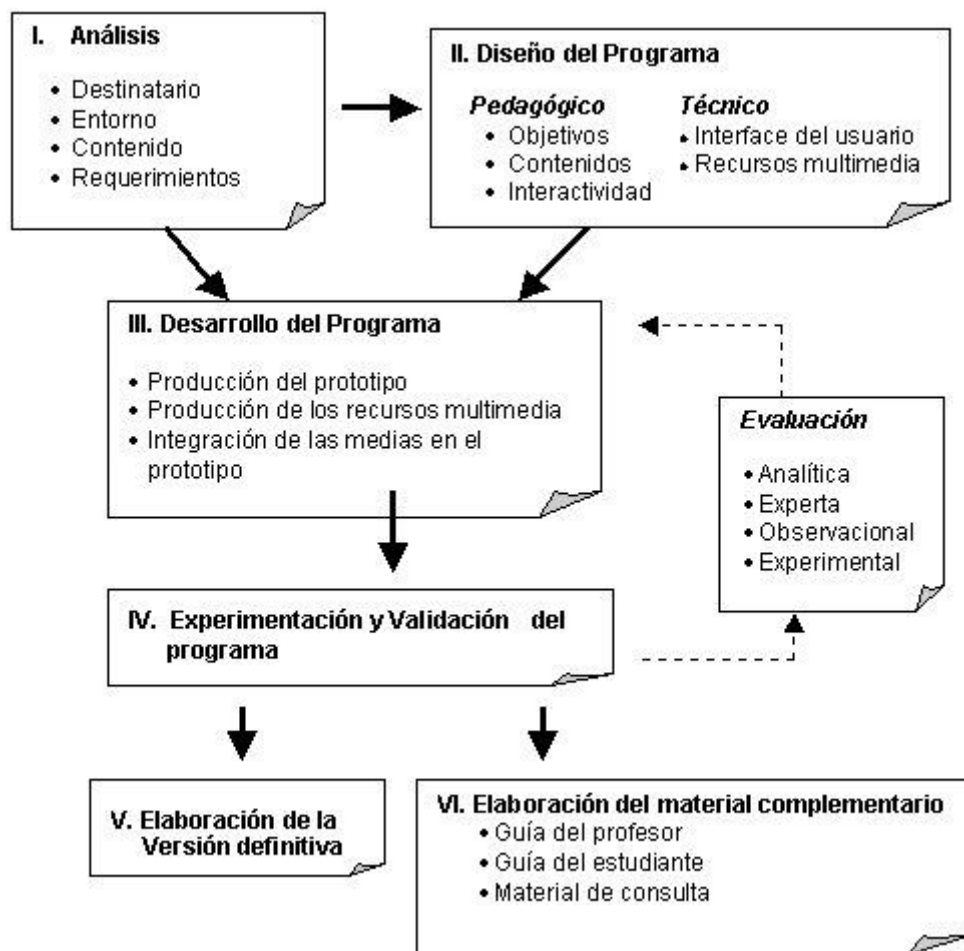 I. Análisis
• Destinatario
• Entorno
• Contenido
• Requerimientos
II. Diseño del Programa
Pedagógico
• Objetivos
• Contenidos
• Interactividad
Técnico
• Interface del usuario
• Recursos multimedia
III. Desarrollo del Programa
• Producción del prototipo
• Producción de los recursos multimedia
• Integración de las medias en el
prototipo
Evaluación
• Analítica
• Experta
• Observacional
• Experimental
IV. Experimentación y Validación del
programa
V. Elaboración de la
Versión definitiva
VI. Elaboración del material complementario
• Guía del profesor
• Guía del estudiante
• Material de consulta